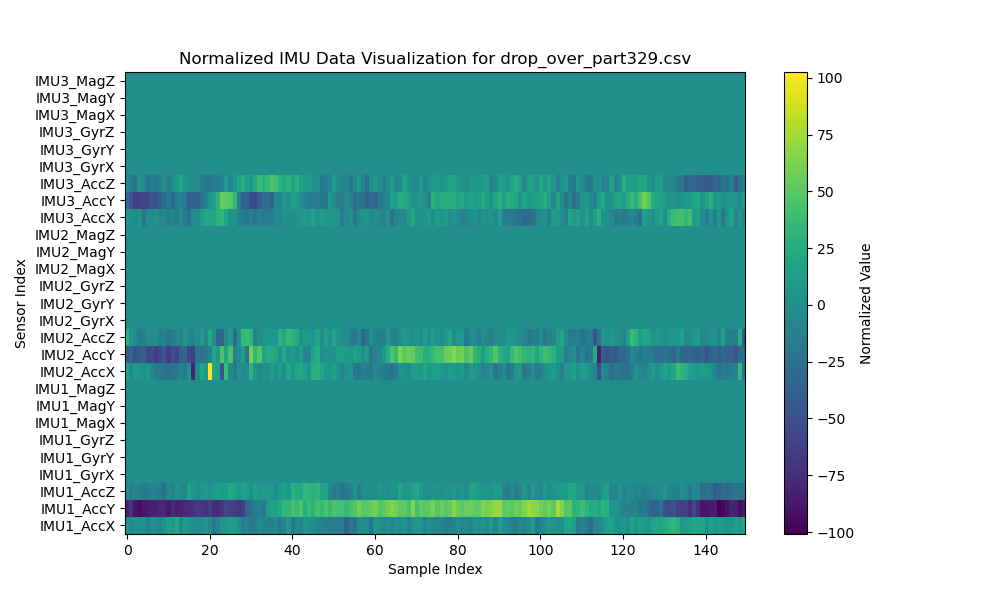 Normalized IMU Data Visualization for drop_over_part329.csv
IMU3_MagZ
IMU3_MagY
IMU3_MagX
IMU3_GyrZ
IMU3_GyrY
IMU3_GyrX
IMU3_AccZ
IMU3_AccY
IMU3_AccX
IMU2_MagZ
IMU2_MagY
IMU2_MagX
IMU2_GyrZ
IMU2_GyrY
IMU2_GyrX
IMU2_AccZ
IMU2_AccY
IMU2_AccX
IMU1_MagZ
IMU1_MagY
IMU1_MagX
IMU1_GyrZ
IMU1_GyrY
IMU1_GyrX
IMU1_AccZ
IMU1_AccY
IMU1_AccX
Sensor Index
0 20 40 60 80 100 120 140
Sample Index
100
75
50
25
0
−25
−50
−75
−100
Normalized Value